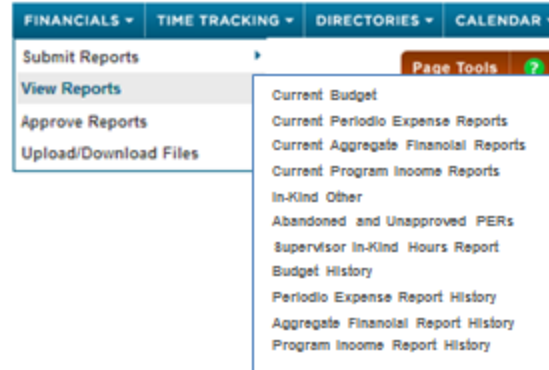 FINANCIALS TIME TRACKING DIRECTORIES CALENDAR
Submit Reports
Page Tools ?
View Reports
Approve Reports
Upload/Download Files
Current Budget
Current Periodic Expense Reports
Current Aggregate Financial Reports
Current Program Income Reports
In-Kind Other
Abandoned and Unapproved PERs
Supervisor In-Kind Hours Report
Budget History
Periodic Expense Report History
Aggregate Financial Report History
Program Income Report History